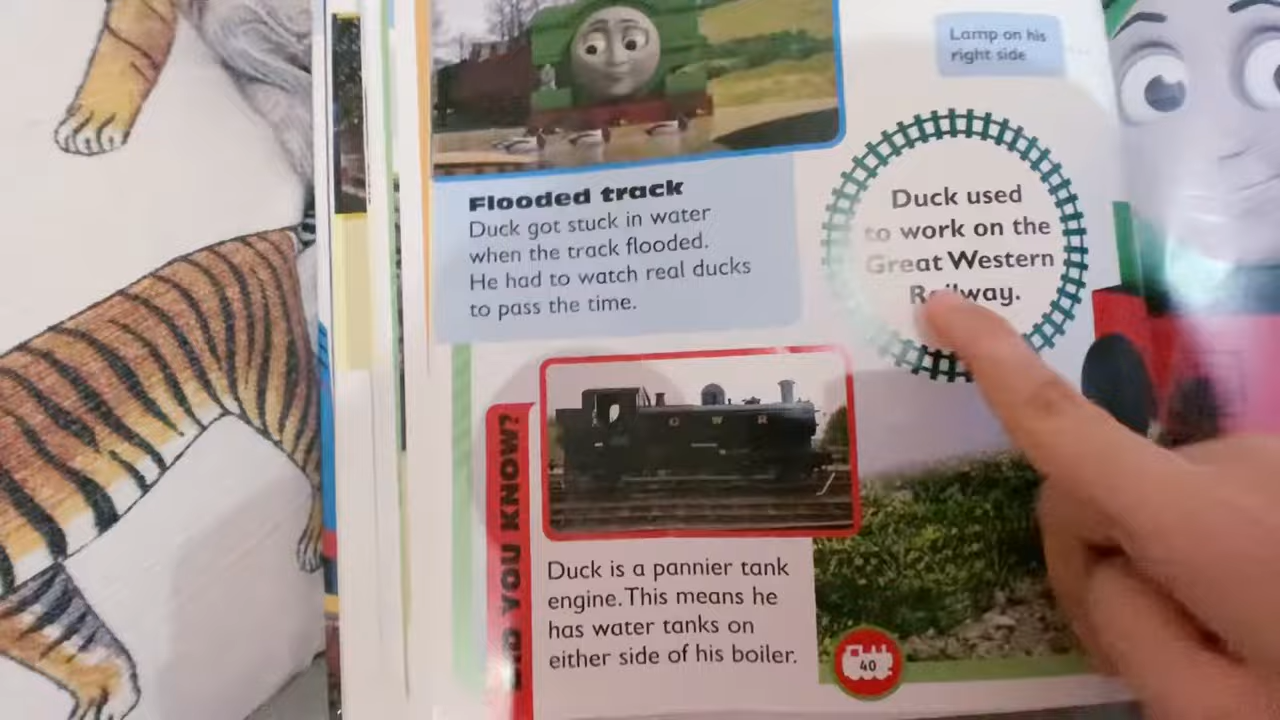 Lamp on his
right side
Flooded track
Duck got stuck in water
when the track flooded.
He had to watch real ducks
to pass the time.
Duck used
to work on the
Great Western
Railway.
DID YOU KNOW?
G W R
Duck is a pannier tank
engine. This means he
has water tanks on
either side of his boiler.
40